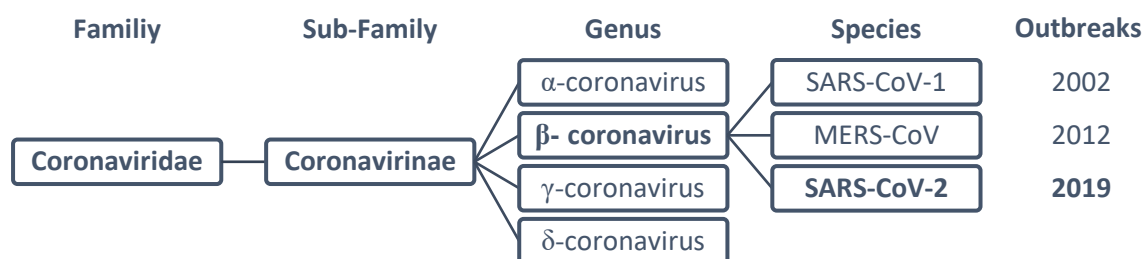 Familiy Sub-Family Genus Species Outbreaks
α-coronavirus SARS-CoV-1 2002
Coronaviridae Coronavirinae β- coronavirus MERS-CoV 2012
γ-coronavirus SARS-CoV-2 2019
δ-coronavirus